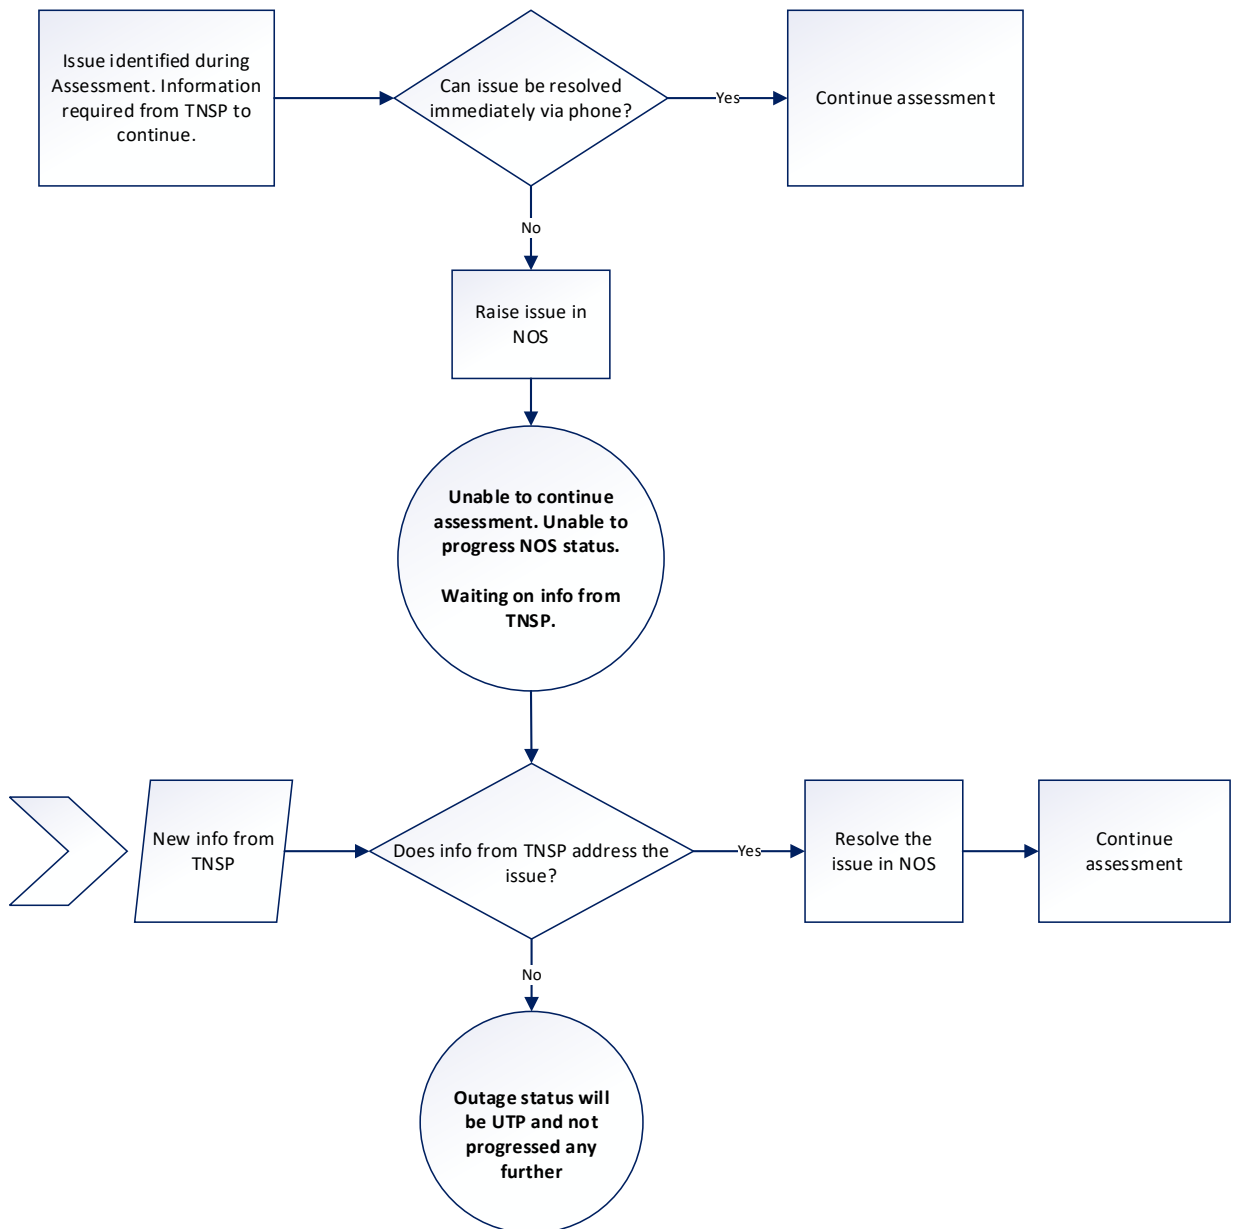 Issue identified during
Assessment. Information
required from TNSP to
continue.
Can issue be resolved
immediately via phone?
Yes
Continue assessment
No
Raise issue in
NOS
Unable to continue
assessment. Unable to
progress NOS status.
Waiting on info from
TNSP.
New info from
TNSP
Does info from TNSP address the
issue?
Yes
Resolve the
issue in NOS
Continue
assessment
No
Outage status will
be UTP and not
progressed any
further